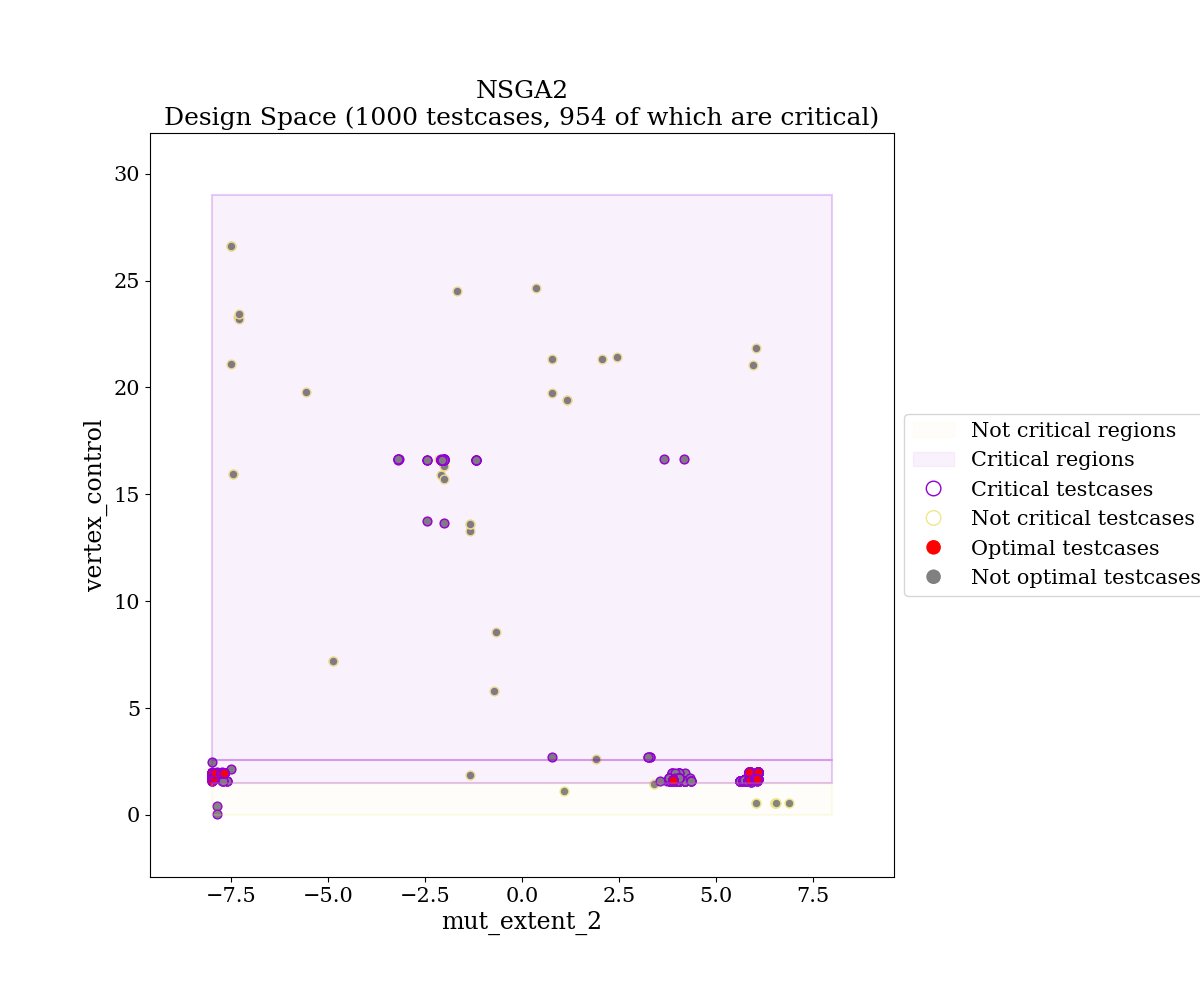 NSGA2
Design Space (1000 testcases, 954 of which are critical)
30
25
20
15
10
5
0
vertex_control
−7.5
−5.0
−2.5
0.0
2.5
5.0
7.5
mut_extent_2
Not critical regions
Critical regions
Critical testcases
Not critical testcases
Optimal testcases
Not optimal testcases